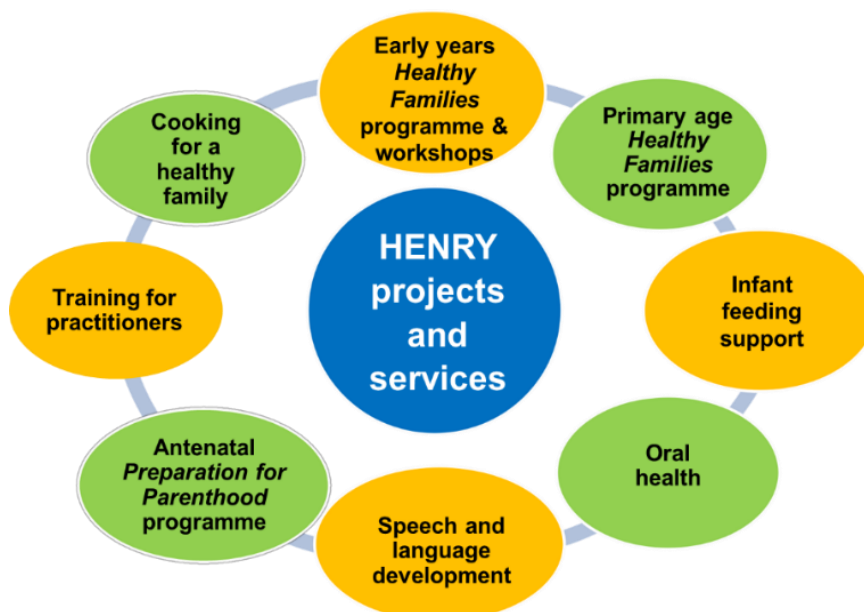 Early years
Healthy
Families
programme &
workshops
Primary age
Healthy
Families
programme
Infant
feeding
support
Oral
health
Speech and
language
development
Antenatal
Preparation for
Parenthood
programme
Training for
practitioners
Cooking
for a
healthy
family
HENRY
projects
and
services